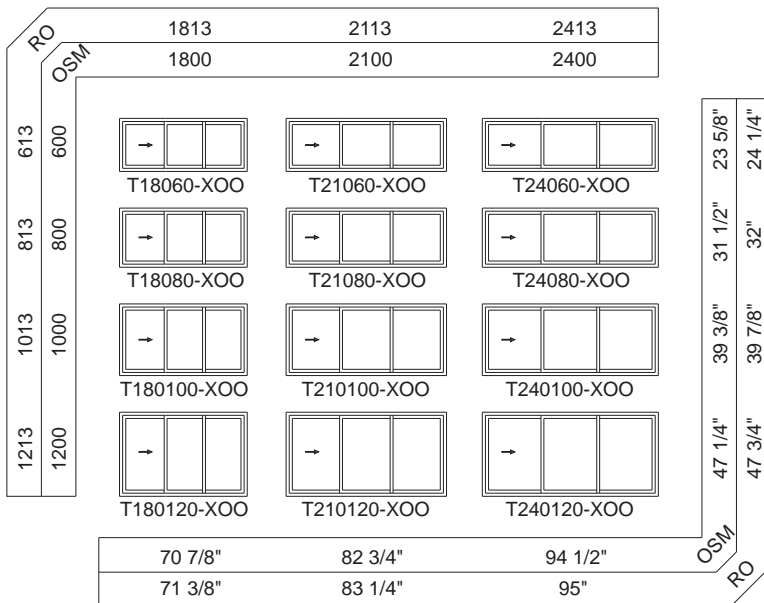 RO
1813 2113 2413
OSM
1800 2100 2400
613 600
23 5/8" 24 1/4"
T18060-XOO T21060-XOO T24060-XOO
813 800
31 1/2" 32"
T18080-XOO T21080-XOO T24080-XOO
1013 1000
39 3/8" 39 7/8"
T180100-XOO T210100-XOO T240100-XOO
1213 1200
47 1/4" 47 3/4"
T180120-XOO T210120-XOO T240120-XOO
70 7/8" 82 3/4" 94 1/2"
OSM
71 3/8" 83 1/4" 95"
RO